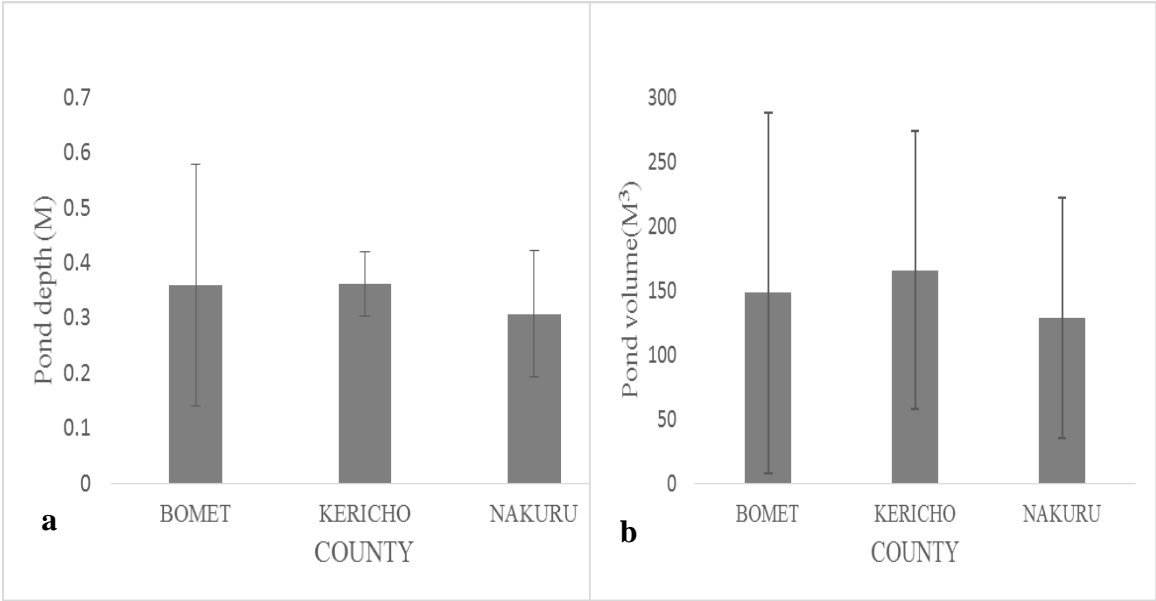 Pond depth (M)
0.7
0.6
0.5
0.4
0.3
0.2
0.1
0
BOMET KERICHO NAKURU
COUNTY
a
Pond volume(M³)
300
250
200
150
100
50
0
BOMET KERICHO NAKURU
COUNTY
b